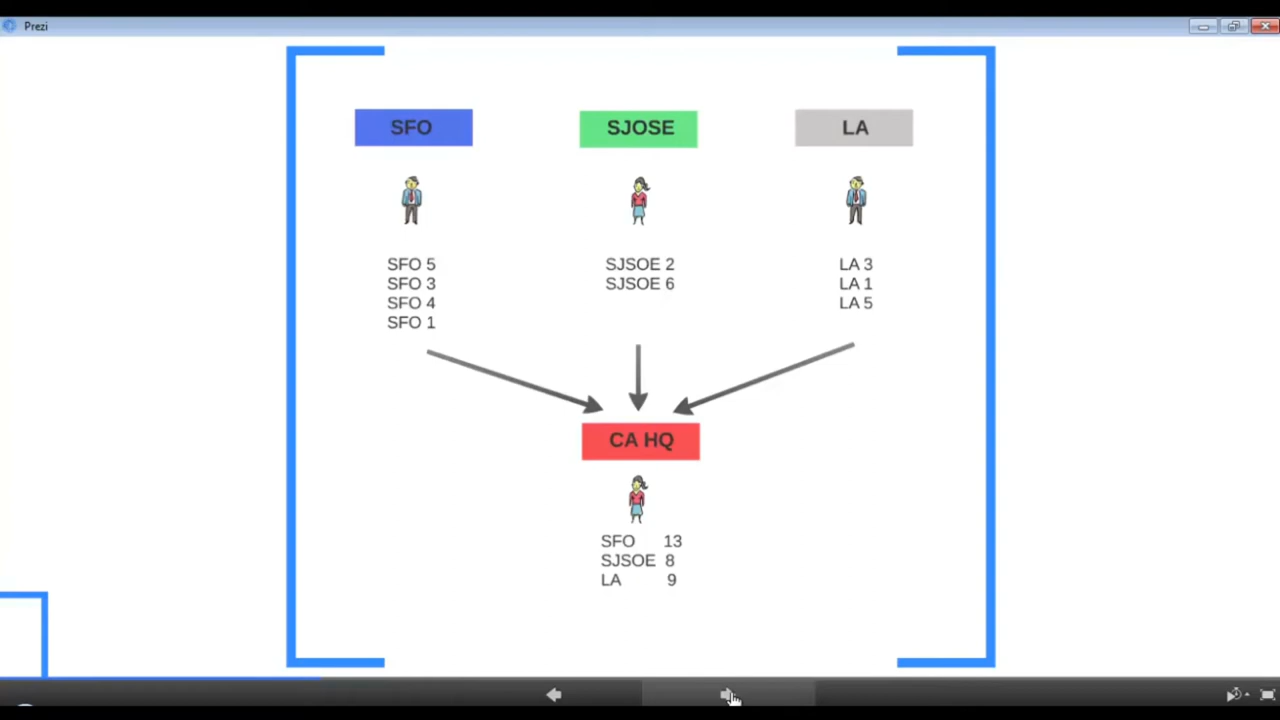 Prezi
SFO
SJOSE
LA
SFO 5
SFO 3
SFO 4
SFO 1
SJSOE 2
SJSOE 6
LA 3
LA 1
LA 5
CA HQ
SFO 13
SJSOE 8
LA 9